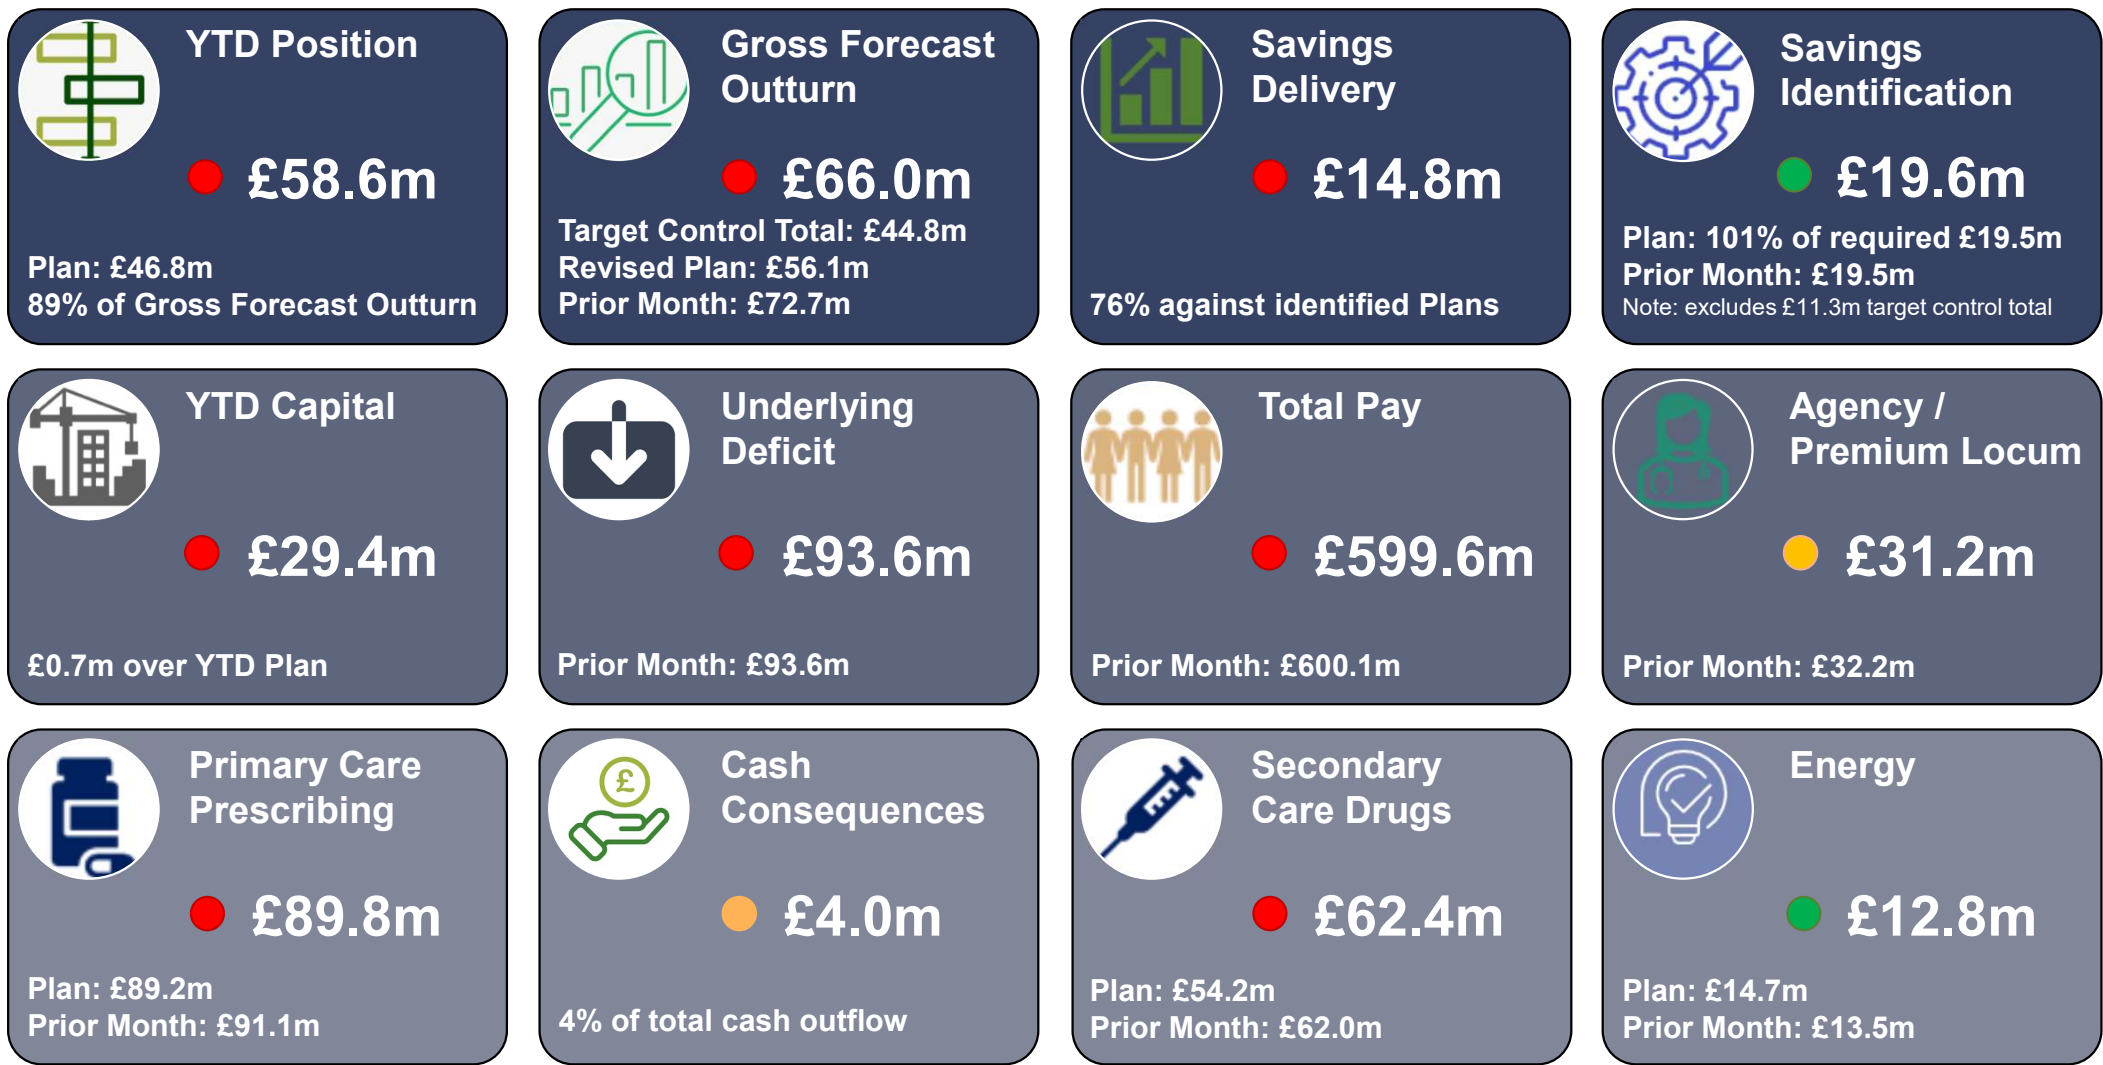 YTD Position
£58.6m
Plan: £46.8m
89% of Gross Forecast Outturn
Gross Forecast
Outturn
£66.0m
Target Control Total: £44.8m
Revised Plan: £56.1m
Prior Month: £72.7m
Savings
Delivery
£14.8m
76% against identified Plans
Savings
Identification
£19.6m
Plan: 101% of required £19.5m
Prior Month: £19.5m
Note: excludes £11.3m target control total
YTD Capital
£29.4m
£0.7m over YTD Plan
Underlying
Deficit
£93.6m
Prior Month: £93.6m
Total Pay
£599.6m
Prior Month: £600.1m
Agency /
Premium Locum
£31.2m
Prior Month: £32.2m
Primary Care
Prescribing
£89.8m
Plan: £89.2m
Prior Month: £91.1m
£
Cash
Consequences
£4.0m
4% of total cash outflow
Secondary
Care Drugs
£62.4m
Plan: £54.2m
Prior Month: £62.0m
Energy
£12.8m
Plan: £14.7m
Prior Month: £13.5m